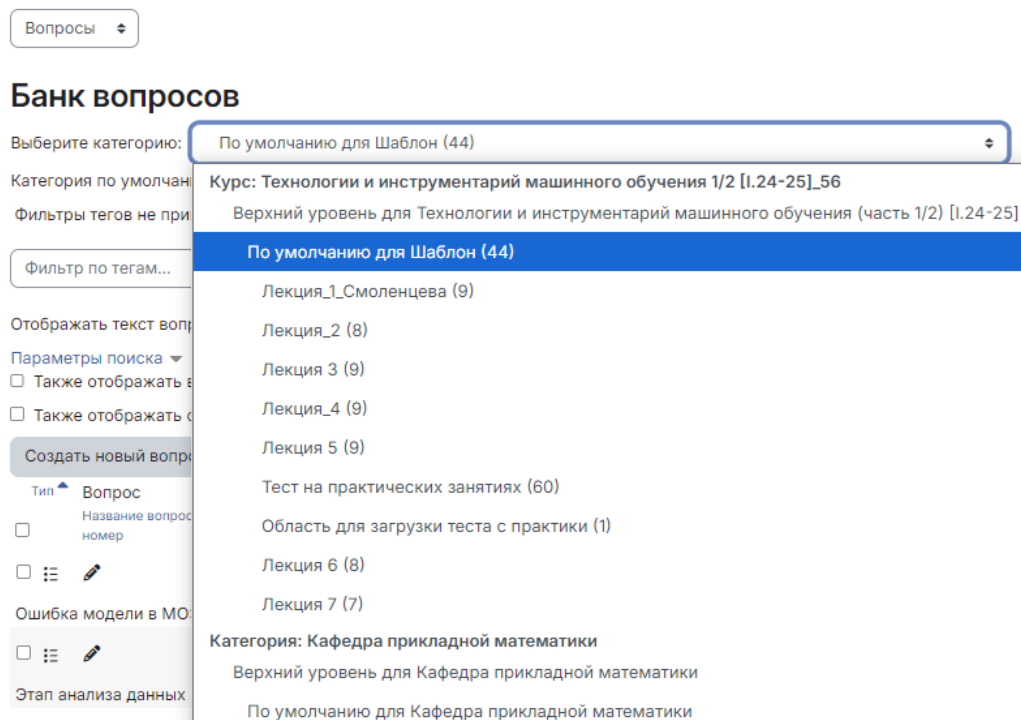 Вопросы
Банк вопросов
Выберите категорию: По умолчанию для Шаблон (44)
Категория по умолчан
Курс: Технологии и инструментарий машинного обучения 1/2 [I.24-25]_56
Фильтры тегов не при
Верхний уровень для Технологии и инструментарий машинного обучения (часть 1/2) [I.24-25]
По умолчанию для Шаблон (44)
Фильтр по тегам...
Лекция_1_Смоленцева (9)
Отображать текст вопр
Лекция_2 (8)
Параметры поиска
Лекция 3 (9)
Также отображать в
Лекция_4 (9)
Также отображать с
Лекция 5 (9)
Создать новый вопро
Тест на практических занятиях (60)
Тип Вопрос
Название вопрос
номер
Область для загрузки теста с практики (1)
Лекция 6 (8)
Лекция 7 (7)
Ошибка модели в МО
Категория: Кафедра прикладной математики
Верхний уровень для Кафедра прикладной математики
Этап анализа данных
По умолчанию для Кафедра прикладной математики